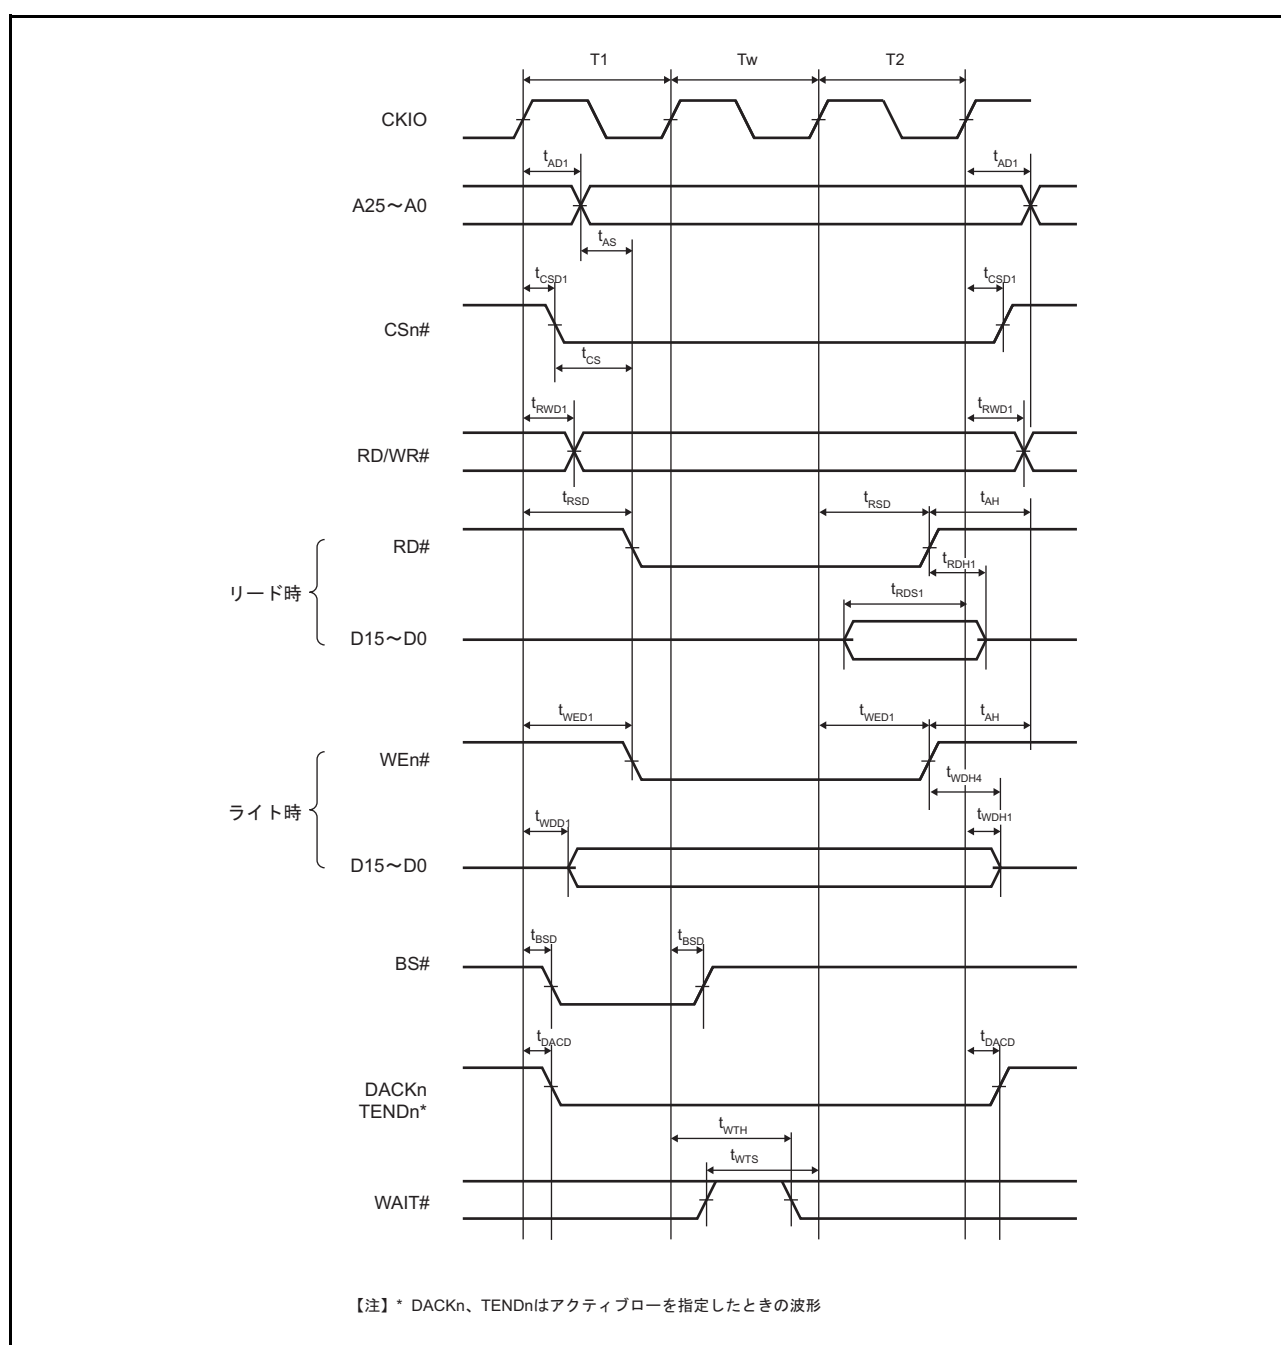 T1 Tw T2
CKIO
tAD1 tAD1
A25～A0
tAS
tCSD1 tCSD1
CSn#
tCS
tRWD1 tRWD1
RD/WR#
tRSD tRSD tAH
RD#
tRDH1
リード時
tRDS1
D15～D0
tWED1 tWED1 tAH
WEn#
tWDH4
ライト時
tWDD1 tWDH1
D15～D0
tBSD tBSD
BS#
tDACD tDACD
DACKn
TENDn*
tWTH
tWTS
WAIT#
【注】* DACKn、TENDnはアクティブローを指定したときの波形